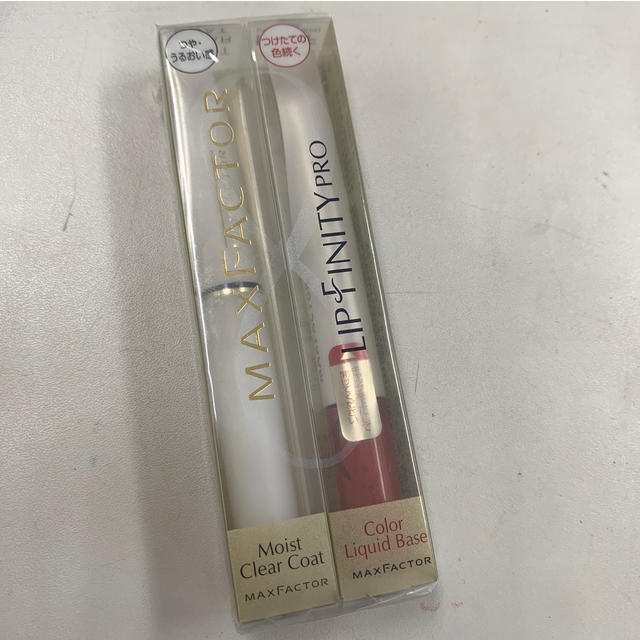 つや・
うるおい感
つけたての
色続く
MAXFACTOR
LIPFINITY PRO
Moist
Clear Coat
MAXFACTOR
Color
Liquid Base
MAXFACTOR